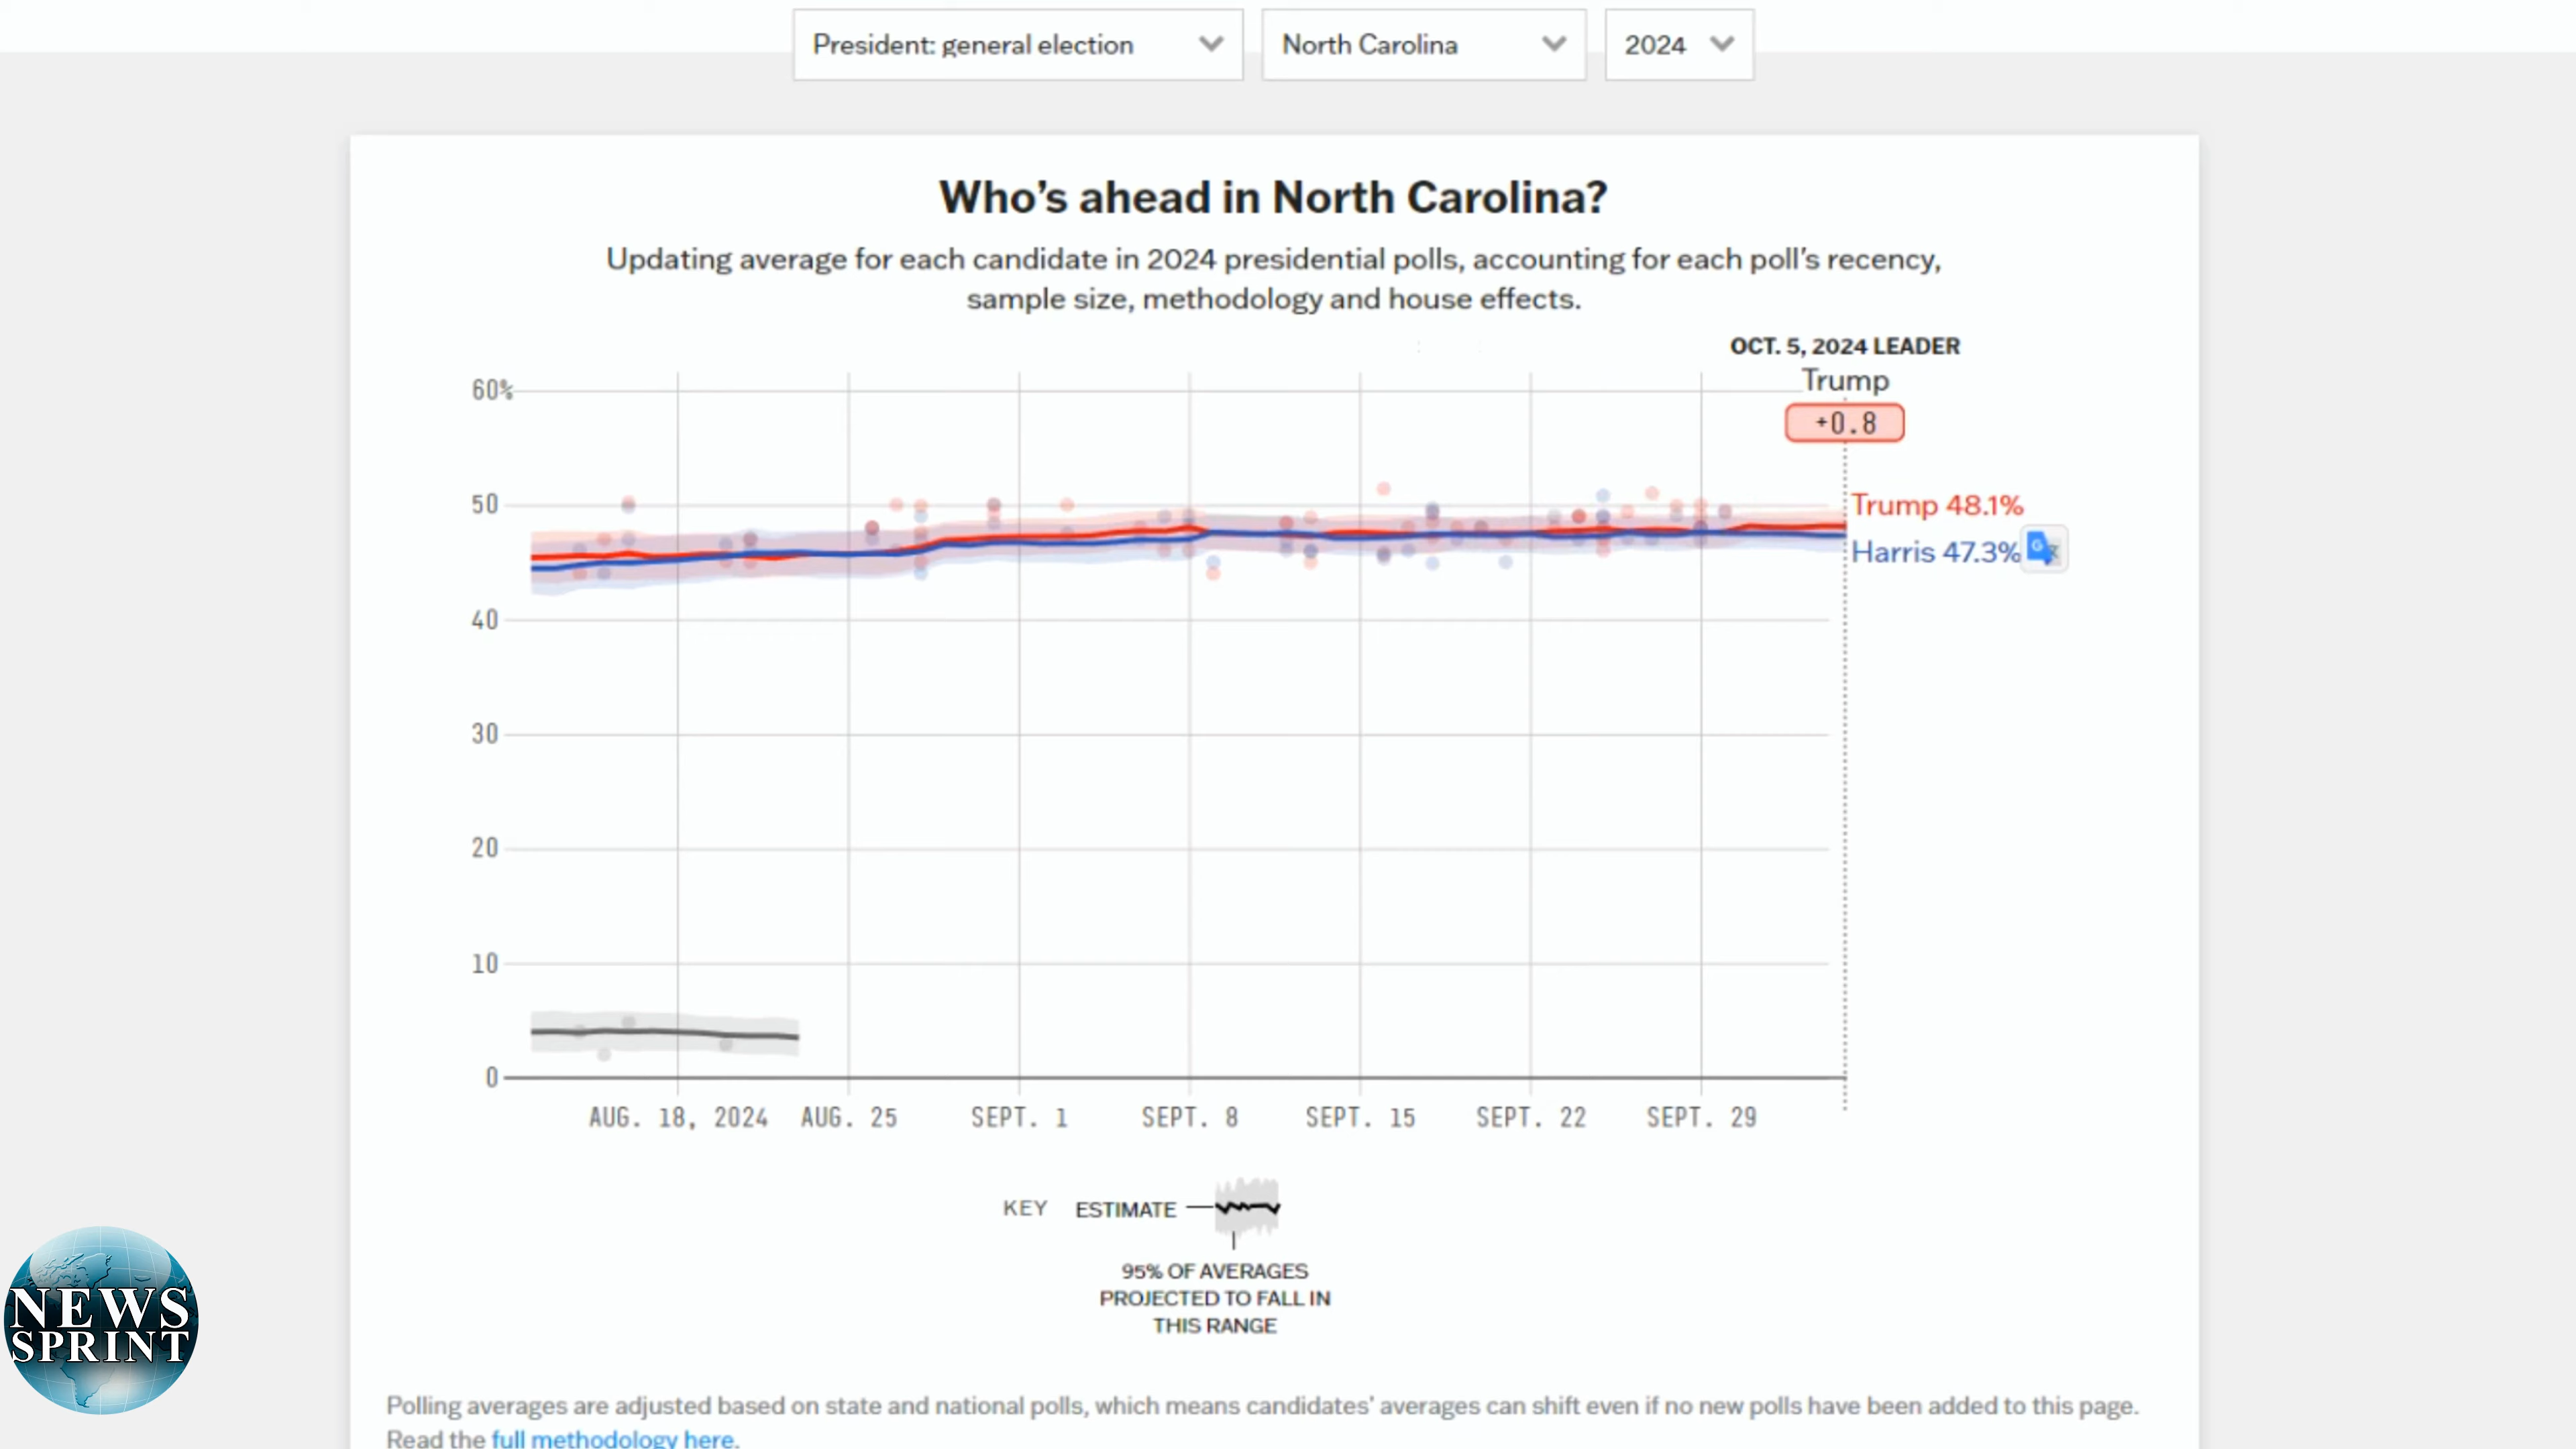 President: general election
North Carolina
2024
Who's ahead in North Carolina?
Updating average for each candidate in 2024 presidential polls, accounting for each poll's recency,
sample size, methodology and house effects.
OCT. 5, 2024 LEADER
Trump
+0.8
60%
50
40
30
20
10
0
Trump 48.1%
Harris 47.3%
G
AUG. 18, 2024
AUG. 25
SEPT. 1
SEPT. 8
SEPT. 15
SEPT. 22
SEPT. 29
KEY
ESTIMATE
95% OF AVERAGES
PROJECTED TO FALL IN
THIS RANGE
NEWS
SPRINT
Polling averages are adjusted based on state and national polls, which means candidates' averages can shift even if no new polls have been added to this page.
Read the full methodology here.